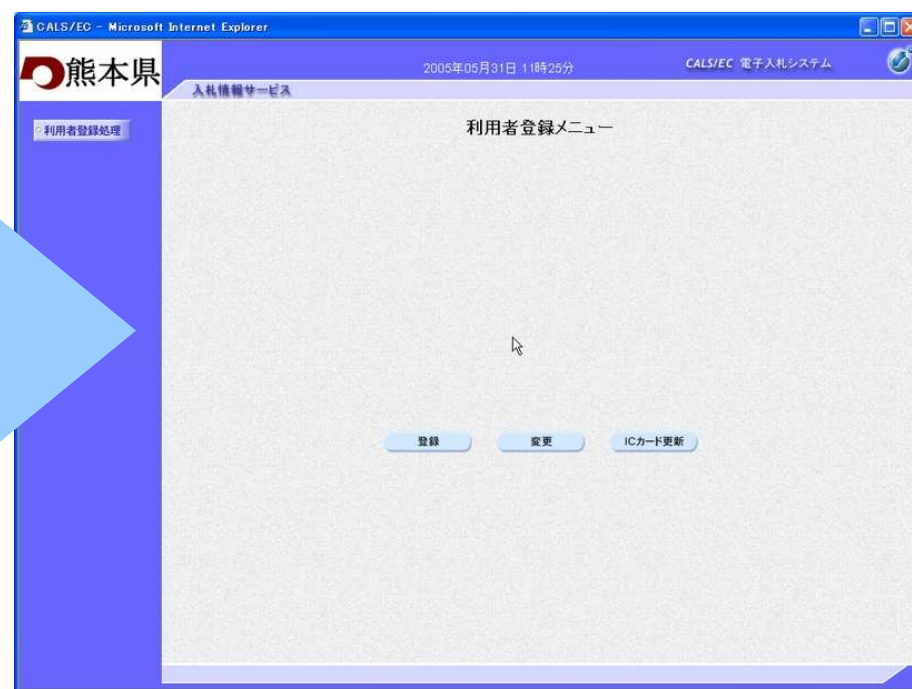 CALS/EC - Microsoft Internet Explorer
熊本県
2005年05月31日 11時25分
CALS/EC 電子入札システム
入札情報サービス
利用者登録処理
利用者登録メニュー
登録
変更
ICカード更新